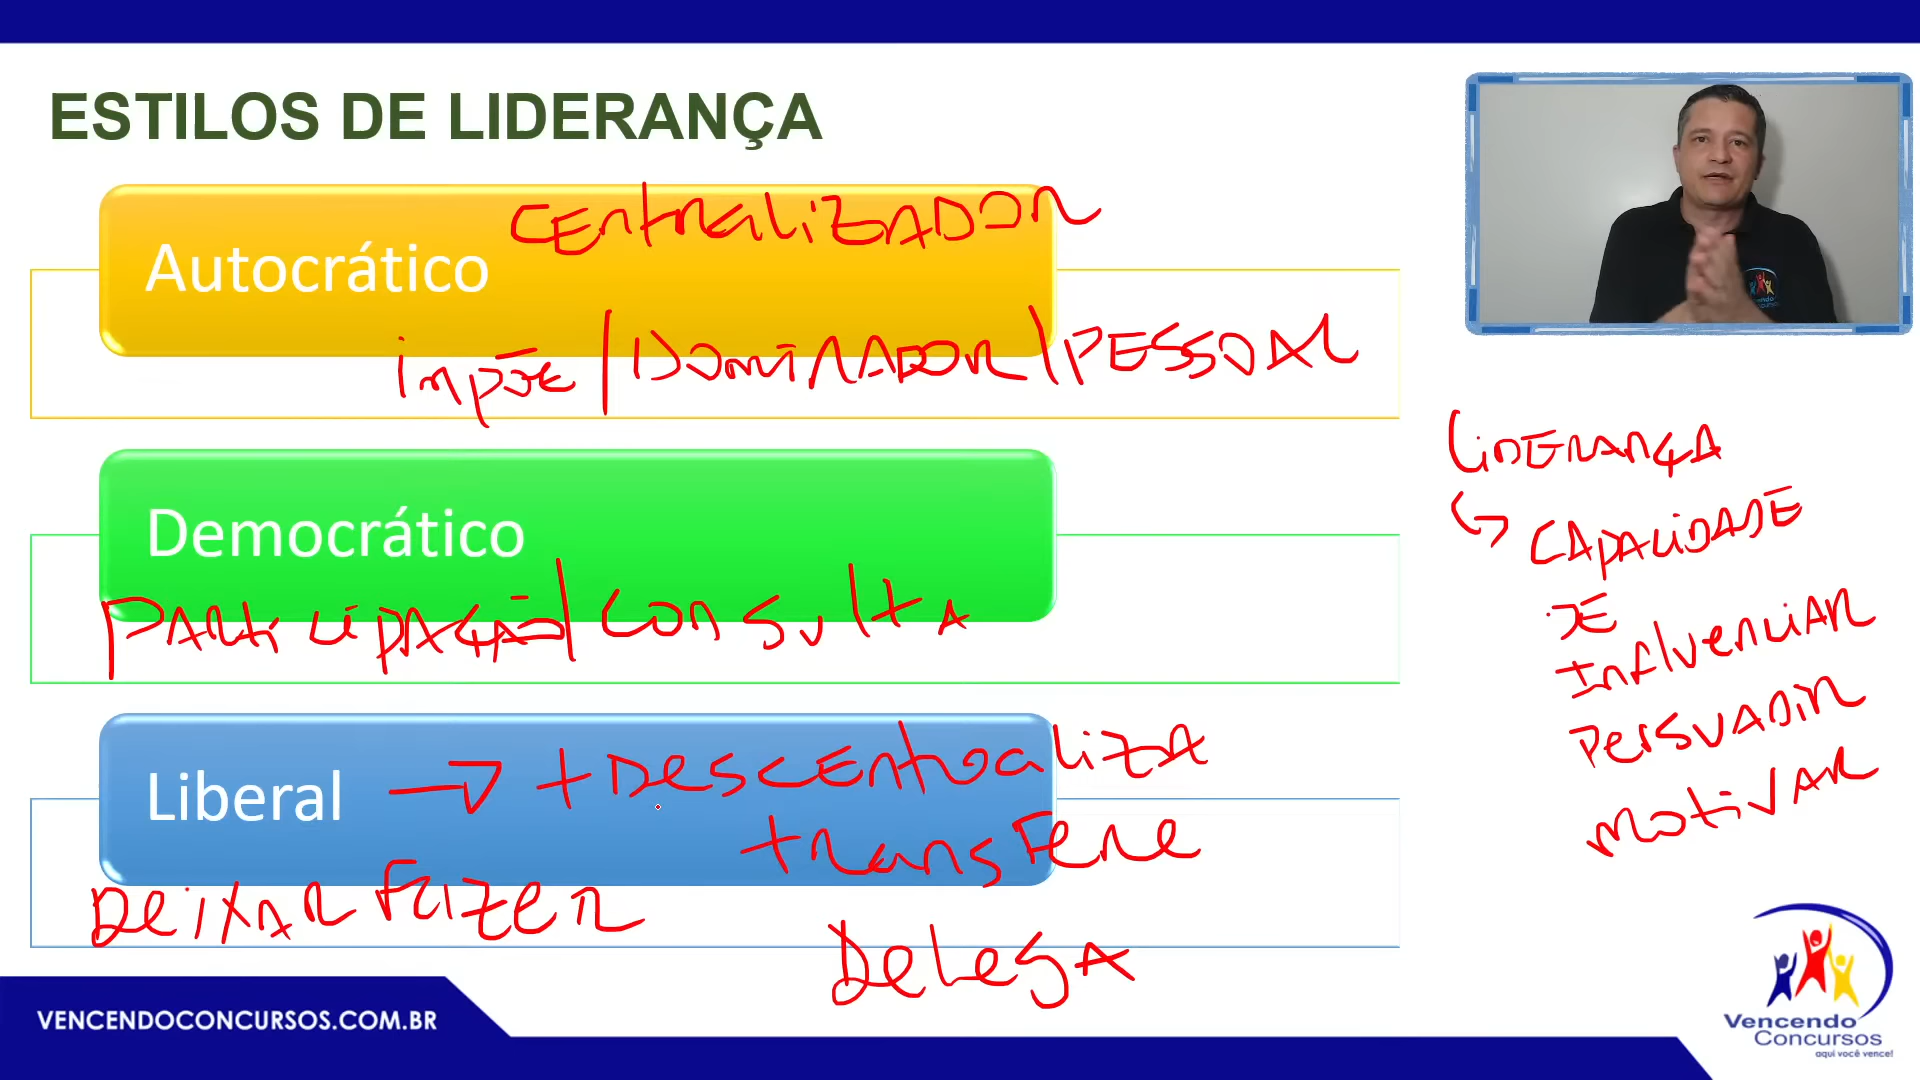 ESTILOS DE LIDERANÇA
CENTRALIZADOR
Autocrático
impõE / DOMINADOR / PESSOAL
Democrático
PARTICIPAÇÃO / CONSULTA
Liberal → + DESCENTRALIZA
TRANSFERE
DEIXAR FAZER
DELEGA
LIDERANÇA
↳ CAPACIDADE
DE
INFLUENCIAR
PERSUADIR
MOTIVAR
VENCENDOCONCURSOS.COM.BR
Vencendo
Concursos
aqui você vence!